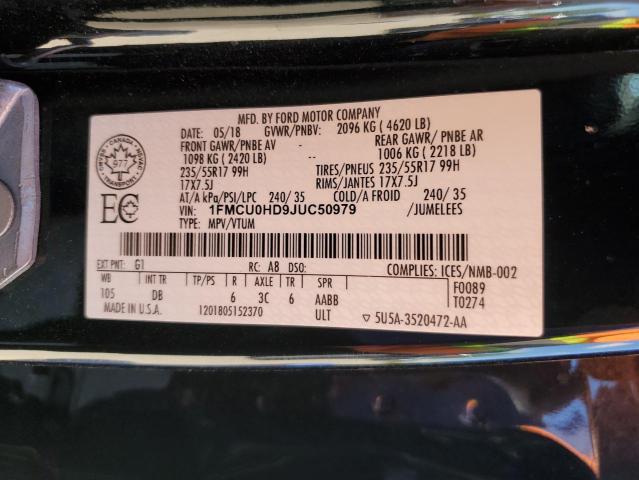 MFD. BY FORD MOTOR COMPANY
DATE: 05/18 GVWR/PNBV: 2096 KG ( 4620 LB)
FRONT GAWR/PNBE AV REAR GAWR/ PNBE AR
1098 KG ( 2420 LB) -- 1006 KG ( 2218 LB)
235/55R17 99H TIRES/PNEUS 235/55R17 99H
17X7.5J RIMS/JANTES 17X7.5J
AT/A kPa/PSI/LPC 240/ 35 COLD/A FROID 240/ 35
VIN: 1FMCU0HD9JUC50979 /JUMELEES
TYPE: MPV/VTUM
CANADA
977
TRANSPORT
EC
EXT PNT: G1 RC: A8 DSO: COMPLIES: ICES/NMB-002
WB INT TR TP/PS R AXLE TR SPR F0089
105 DB 6 3C 6 AABB T0274
MADE IN U.S.A. 1201805152370 ULT ▽ 5U5A-3520472-AA